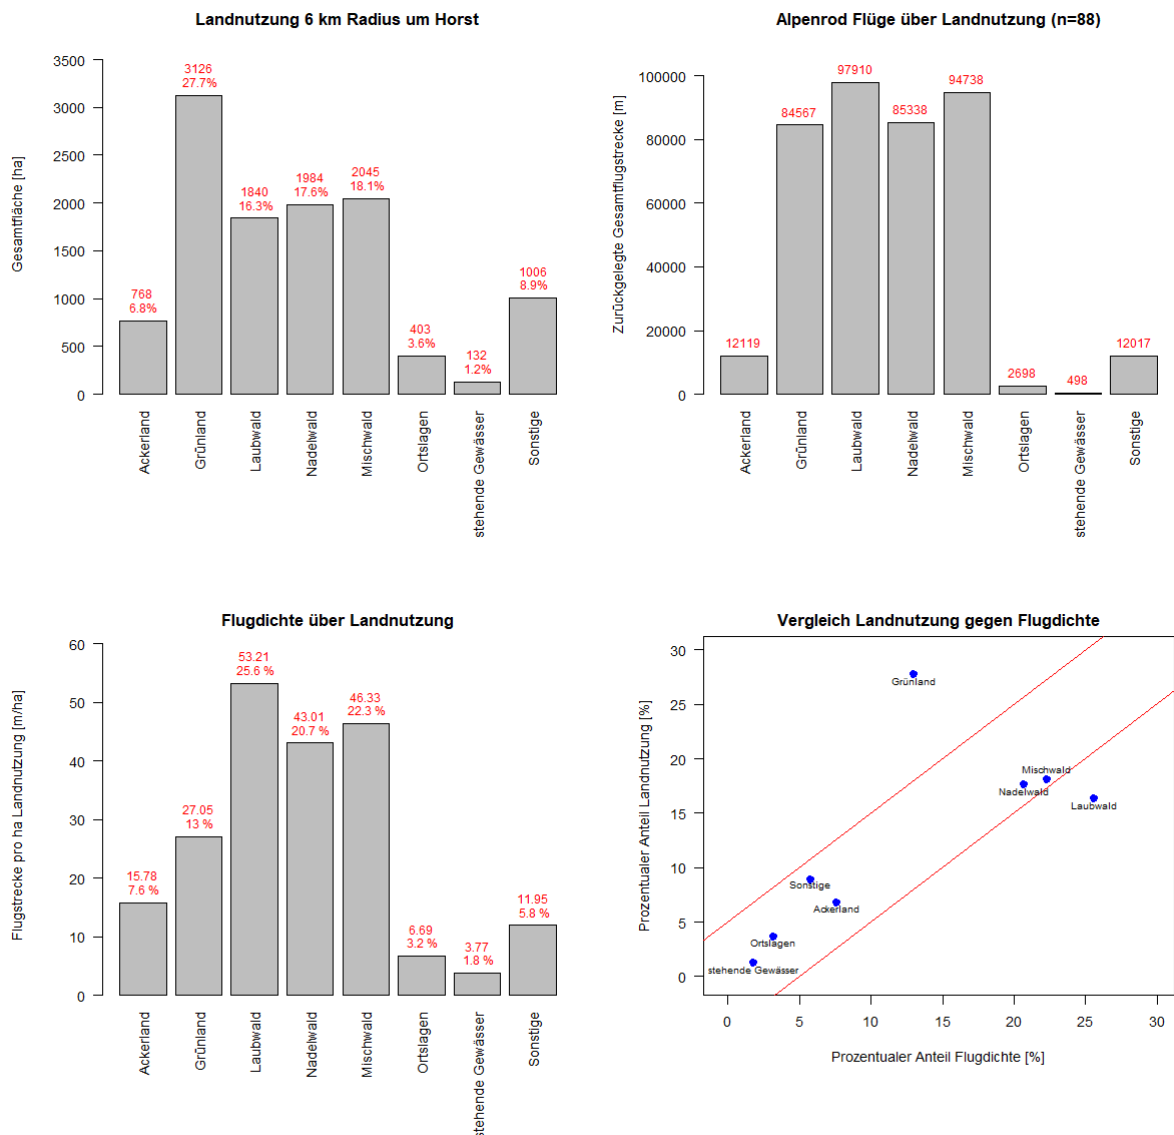 Landnutzung 6 km Radius um Horst
Gesamtfläche [ha]
3500
3000
2500
2000
1500
1000
500
0
768
6.8%
3126
27.7%
1840
16.3%
1984
17.6%
2045
18.1%
403
3.6%
132
1.2%
1006
8.9%
Ackerland
Grünland
Laubwald
Nadelwald
Mischwald
Ortslagen
stehende Gewässer
Sonstige
Alpenrod Flüge über Landnutzung (n=88)
Zurückgelegte Gesamtflugstrecke [m]
100000
80000
60000
40000
20000
0
12119
84567
97910
85338
94738
2698
498
12017
Ackerland
Grünland
Laubwald
Nadelwald
Mischwald
Ortslagen
stehende Gewässer
Sonstige
Flugdichte über Landnutzung
Flugstrecke pro ha Landnutzung [m/ha]
60
50
40
30
20
10
0
15.78
7.6 %
27.05
13 %
53.21
25.6 %
43.01
20.7 %
46.33
22.3 %
6.69
3.2 %
3.77
1.8 %
11.95
5.8 %
Ackerland
Grünland
Laubwald
Nadelwald
Mischwald
Ortslagen
stehende Gewässer
Sonstige
Vergleich Landnutzung gegen Flugdichte
Prozentualer Anteil Landnutzung [%]
30
25
20
15
10
5
0
Grünland
Mischwald
Nadelwald
Laubwald
Sonstige
Ackerland
Ortslagen
stehende Gewässer
0
5
10
15
20
25
30
Prozentualer Anteil Flugdichte [%]